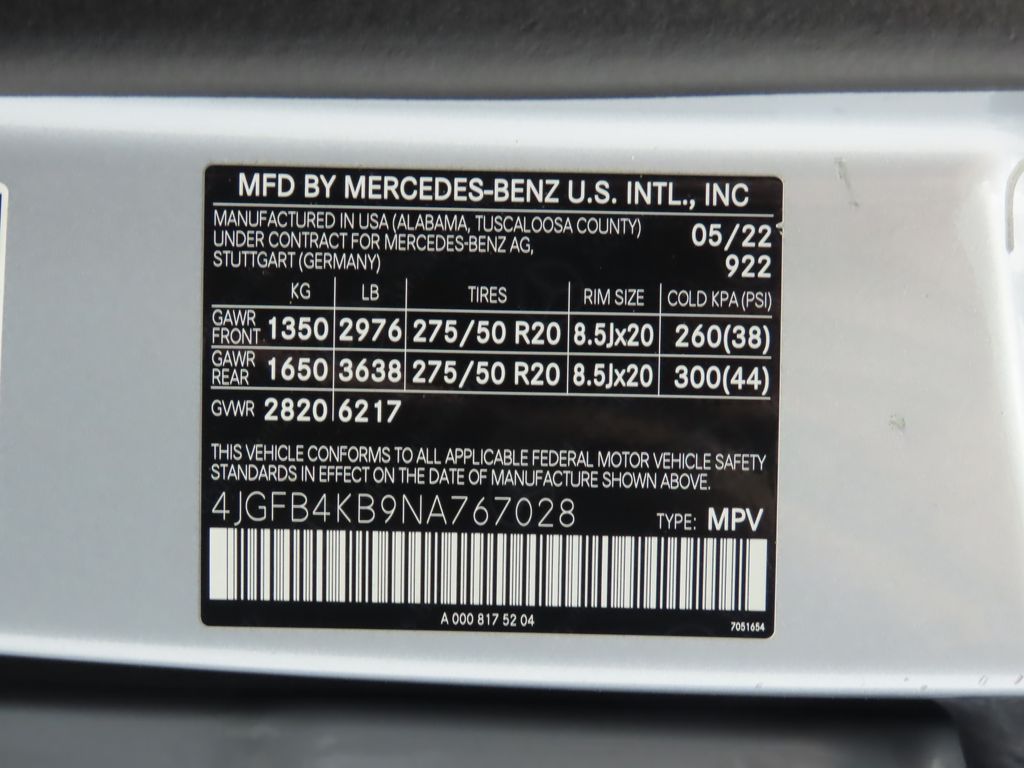 MFD BY MERCEDES-BENZ U.S. INTL., INC
MANUFACTURED IN USA (ALABAMA, TUSCALOOSA COUNTY)
UNDER CONTRACT FOR MERCEDES-BENZ AG,
STUTTGART (GERMANY)
05/22
922
KG LB TIRES RIM SIZE COLD KPA (PSI)
GAWR FRONT 1350 2976 275/50 R20 8.5Jx20 260(38)
GAWR REAR 1650 3638 275/50 R20 8.5Jx20 300(44)
GVWR 2820 6217
THIS VEHICLE CONFORMS TO ALL APPLICABLE FEDERAL MOTOR VEHICLE SAFETY
STANDARDS IN EFFECT ON THE DATE OF MANUFACTURE SHOWN ABOVE.
4JGFB4KB9NA767028 TYPE: MPV
A 000 817 52 04
7051654